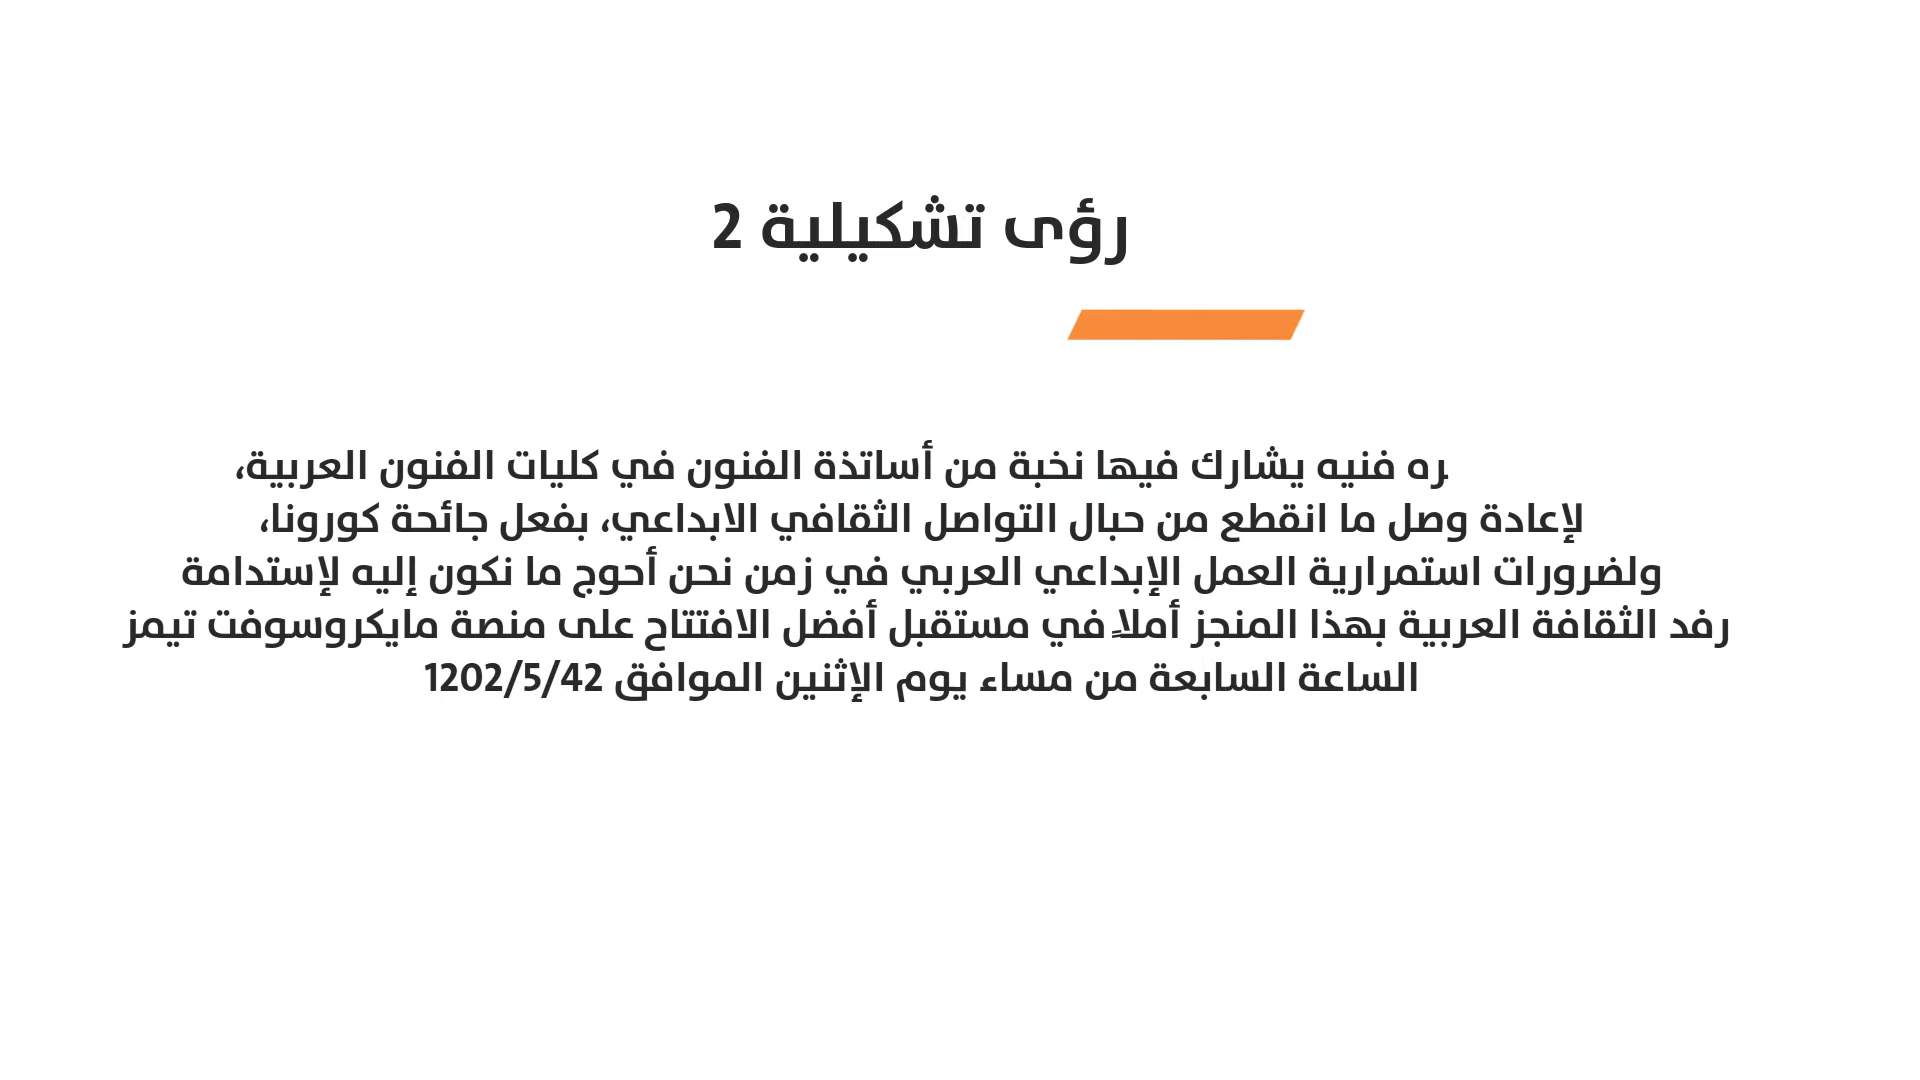 رؤى تشكيلية 2
ره فنيه يشارك فيها نخبة من أساتذة الفنون في كليات الفنون العربية،
لإعادة وصل ما انقطع من حبال التواصل الثقافي الابداعي، بفعل جائحة كورونا،
ولضرورات استمرارية العمل الإبداعي العربي في زمن نحن أحوج ما نكون إليه لإستدامة
رفد الثقافة العربية بهذا المنجز أملاً في مستقبل أفضل الافتتاح على منصة مايكروسوفت تيمز
الساعة السابعة من مساء يوم الإثنين الموافق 1202/5/42